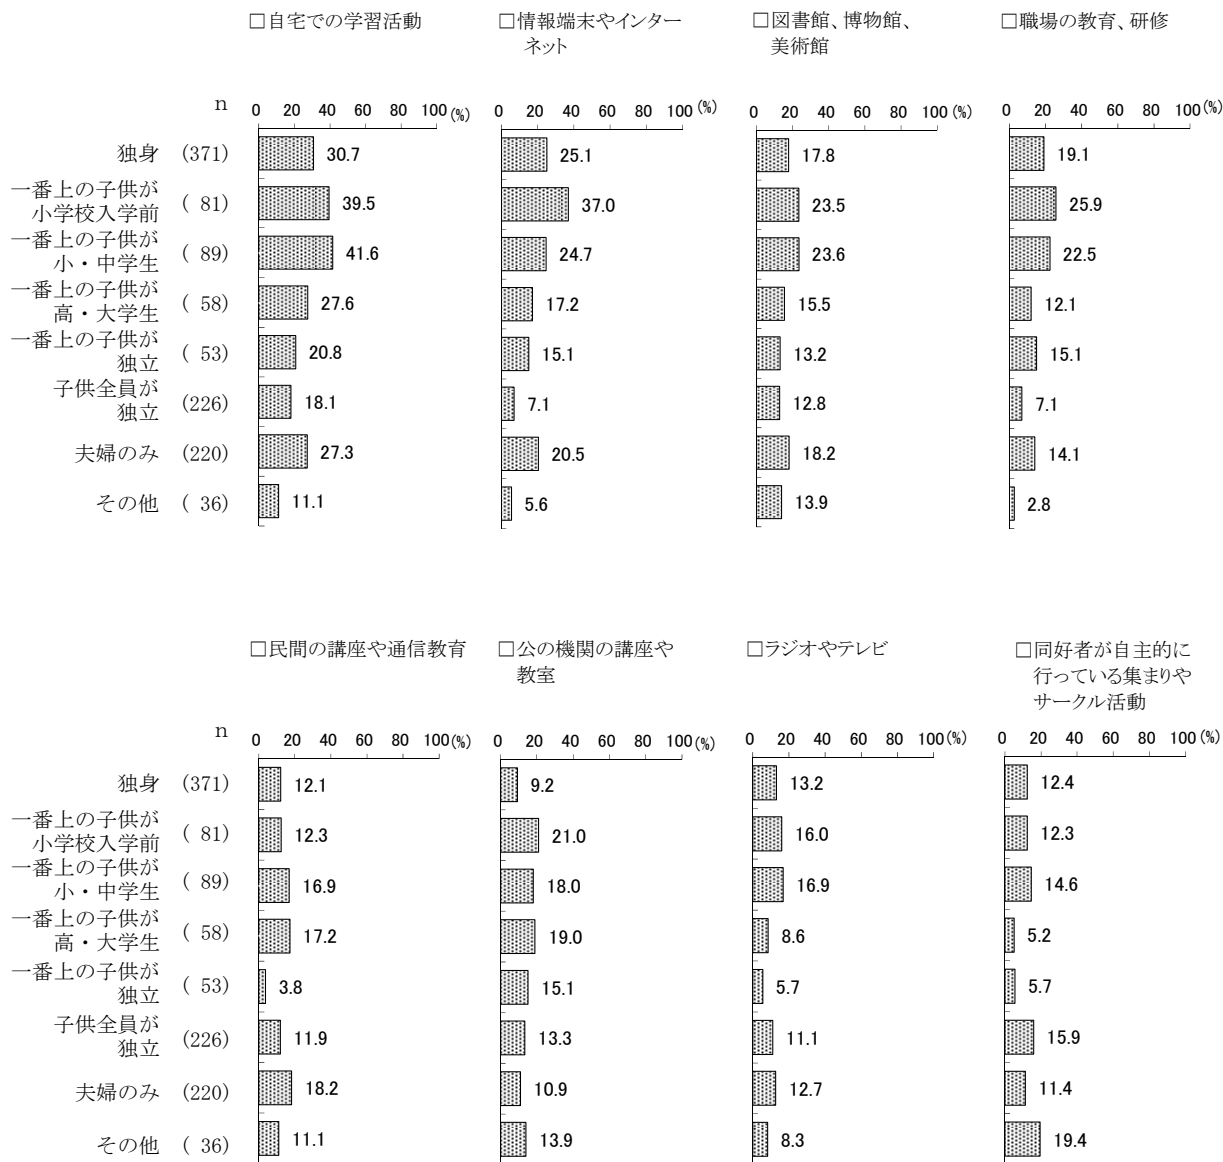 □自宅での学習活動 □情報端末やインター □図書館、博物館、 □職場の教育、研修
ネット 美術館
n 0 20 40 60 80 100(%) 0 20 40 60 80 100(%) 0 20 40 60 80 100(%) 0 20 40 60 80 100(%)
独身 (371) 30.7 25.1 17.8 19.1
一番上の子供が
小学校入学前 ( 81) 39.5 37.0 23.5 25.9
一番上の子供が
小・中学生 ( 89) 41.6 24.7 23.6 22.5
一番上の子供が
高・大学生 ( 58) 27.6 17.2 15.5 12.1
一番上の子供が
独立 ( 53) 20.8 15.1 13.2 15.1
子供全員が
独立 (226) 18.1 7.1 12.8 7.1
夫婦のみ (220) 27.3 20.5 18.2 14.1
その他 ( 36) 11.1 5.6 13.9 2.8
□民間の講座や通信教育 □公の機関の講座や □ラジオやテレビ □同好者が自主的に
教室 行っている集まりや
サークル活動
n 0 20 40 60 80 100(%) 0 20 40 60 80 100(%) 0 20 40 60 80 100(%) 0 20 40 60 80 100(%)
独身 (371) 12.1 9.2 13.2 12.4
一番上の子供が
小学校入学前 ( 81) 12.3 21.0 16.0 12.3
一番上の子供が
小・中学生 ( 89) 16.9 18.0 16.9 14.6
一番上の子供が
高・大学生 ( 58) 17.2 19.0 8.6 5.2
一番上の子供が
独立 ( 53) 3.8 15.1 5.7 5.7
子供全員が
独立 (226) 11.9 13.3 11.1 15.9
夫婦のみ (220) 18.2 10.9 12.7 11.4
その他 ( 36) 11.1 13.9 8.3 19.4